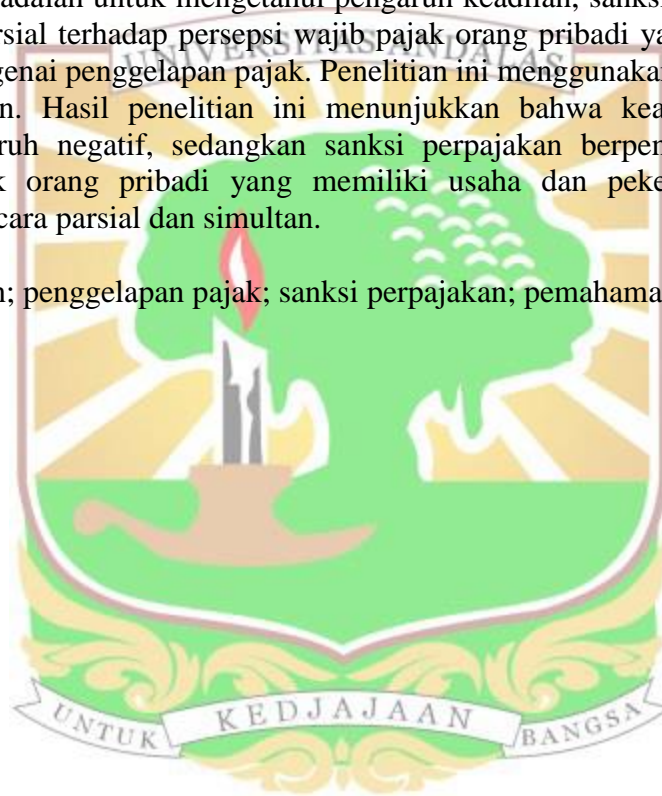 adalah untuk mengetahui pengaruh keadilan, sanksi
rsial terhadap persepsi wajib pajak orang pribadi ya
genai penggelapan pajak. Penelitian ini menggunakan
n. Hasil penelitian ini menunjukkan bahwa kea
ruh negatif, sedangkan sanksi perpajakan berpen
k orang pribadi yang memiliki usaha dan peke
cara parsial dan simultan.
n; penggelapan pajak; sanksi perpajakan; pemahama
UNIVERSITAS ANDALAS
UNTUK KEDJAJAAN BANGSA